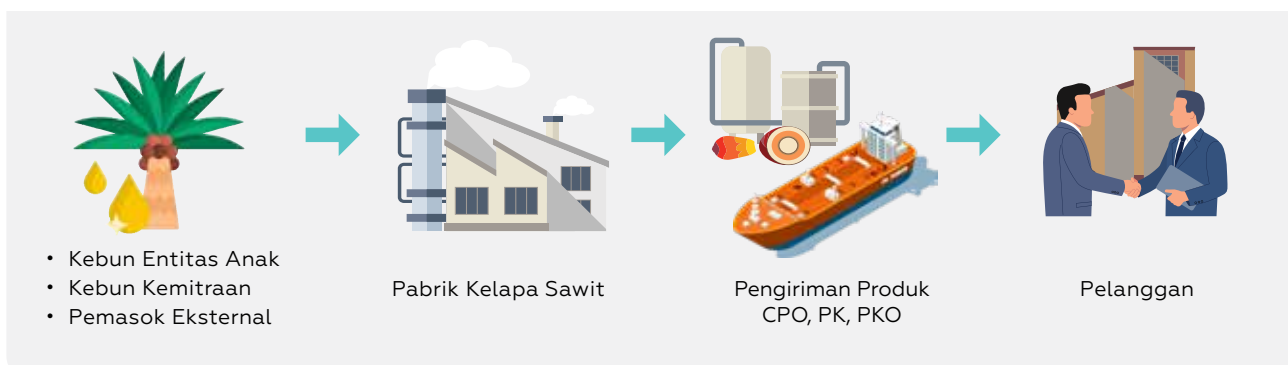 • Kebun Entitas Anak
• Kebun Kemitraan
• Pemasok Eksternal
Pabrik Kelapa Sawit
Pengiriman Produk
CPO, PK, PKO
Pelanggan